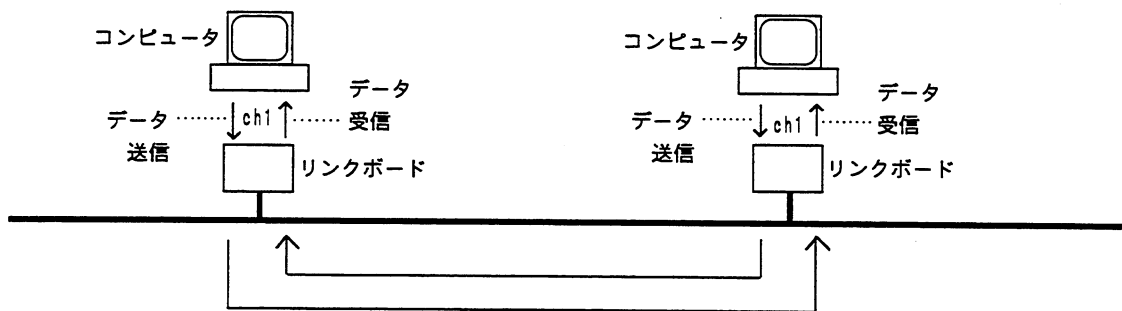 コンピュータ
データ
送信
ch1
データ
受信
リンクボード
コンピュータ
データ
送信
ch1
データ
受信
リンクボード